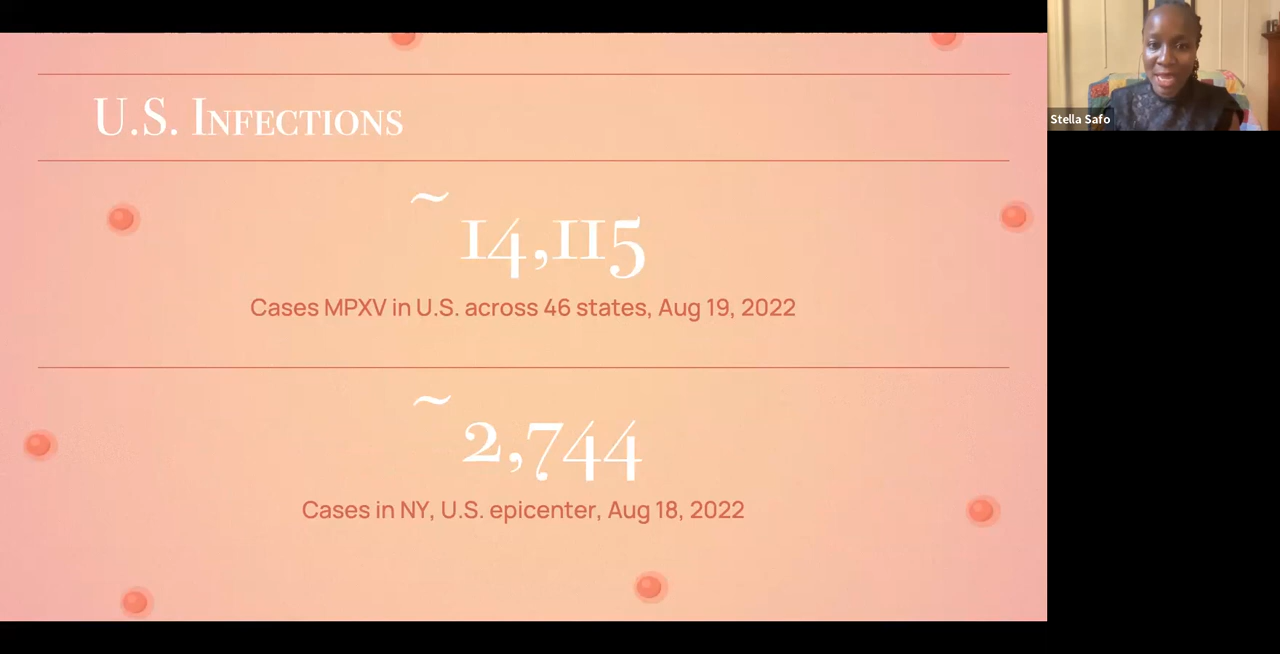 U.S. Infections
~ 14,115
Cases MPXV in U.S. across 46 states, Aug 19, 2022
~ 2,744
Cases in NY, U.S. epicenter, Aug 18, 2022
Stella Safo